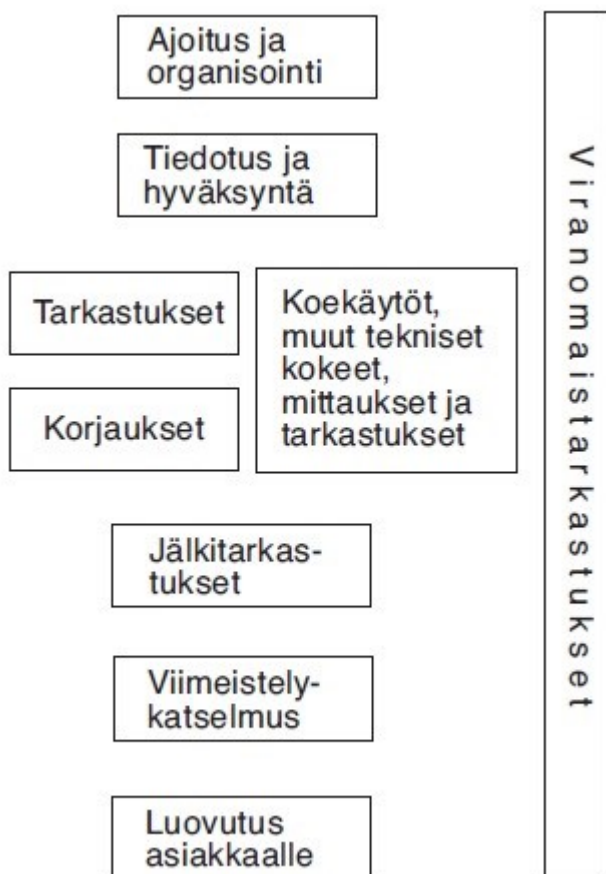 Ajoitus ja
organisointi
Tiedotus ja
hyväksyntä
Tarkastukset
Korjaukset
Koekäytöt,
muut tekniset
kokeet,
mittaukset ja
tarkastukset
Jälkitarkas-
tukset
Viimeistely-
katselmus
Luovutus
asiakkaalle
Viranomaistarkastukset